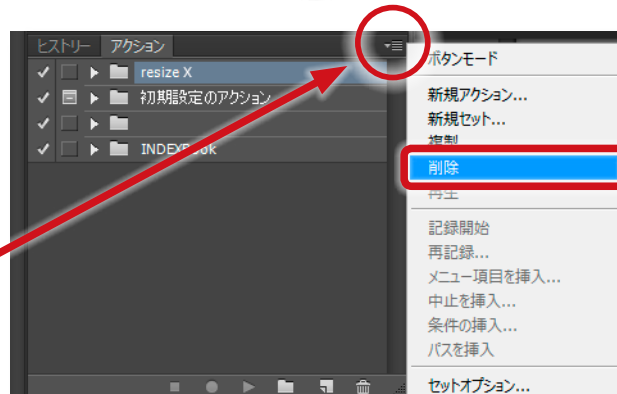 ヒストリー アクション
resize X
初期設定のアクション
INDEXBook
ボタンモード
新規アクション...
新規セット...
複製
削除
再生
記録開始
再記録...
メニュー項目を挿入...
中止を挿入...
条件の挿入...
パスを挿入
セットオプション...